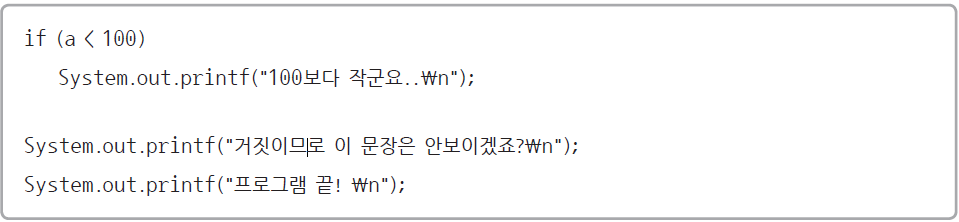 if (a < 100)
System.out.printf("100보다 작군요..₩n");
System.out.printf("거짓이므로 이 문장은 안보이겠죠?₩n");
System.out.printf("프로그램 끝! ₩n");